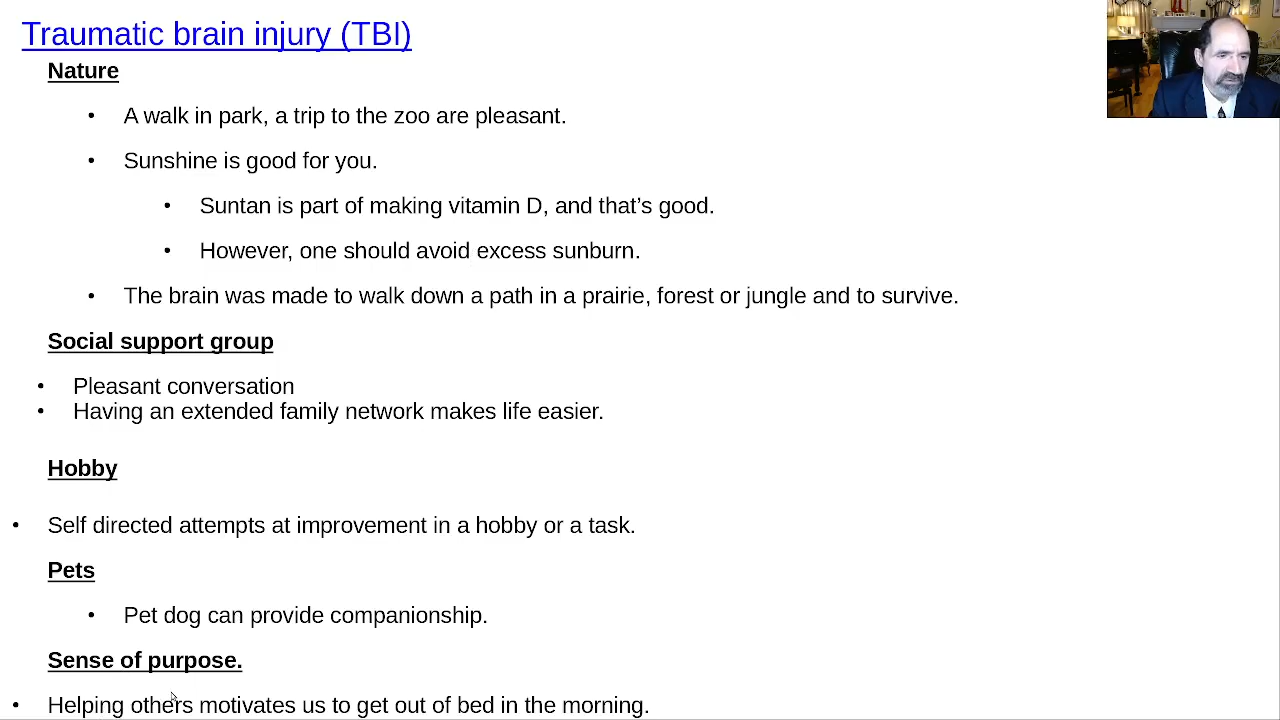 Traumatic brain injury (TBI)
Nature
• A walk in park, a trip to the zoo are pleasant.
• Sunshine is good for you.
• Suntan is part of making vitamin D, and that’s good.
• However, one should avoid excess sunburn.
• The brain was made to walk down a path in a prairie, forest or jungle and to survive.
Social support group
• Pleasant conversation
• Having an extended family network makes life easier.
Hobby
• Self directed attempts at improvement in a hobby or a task.
Pets
• Pet dog can provide companionship.
Sense of purpose.
• Helping others motivates us to get out of bed in the morning.